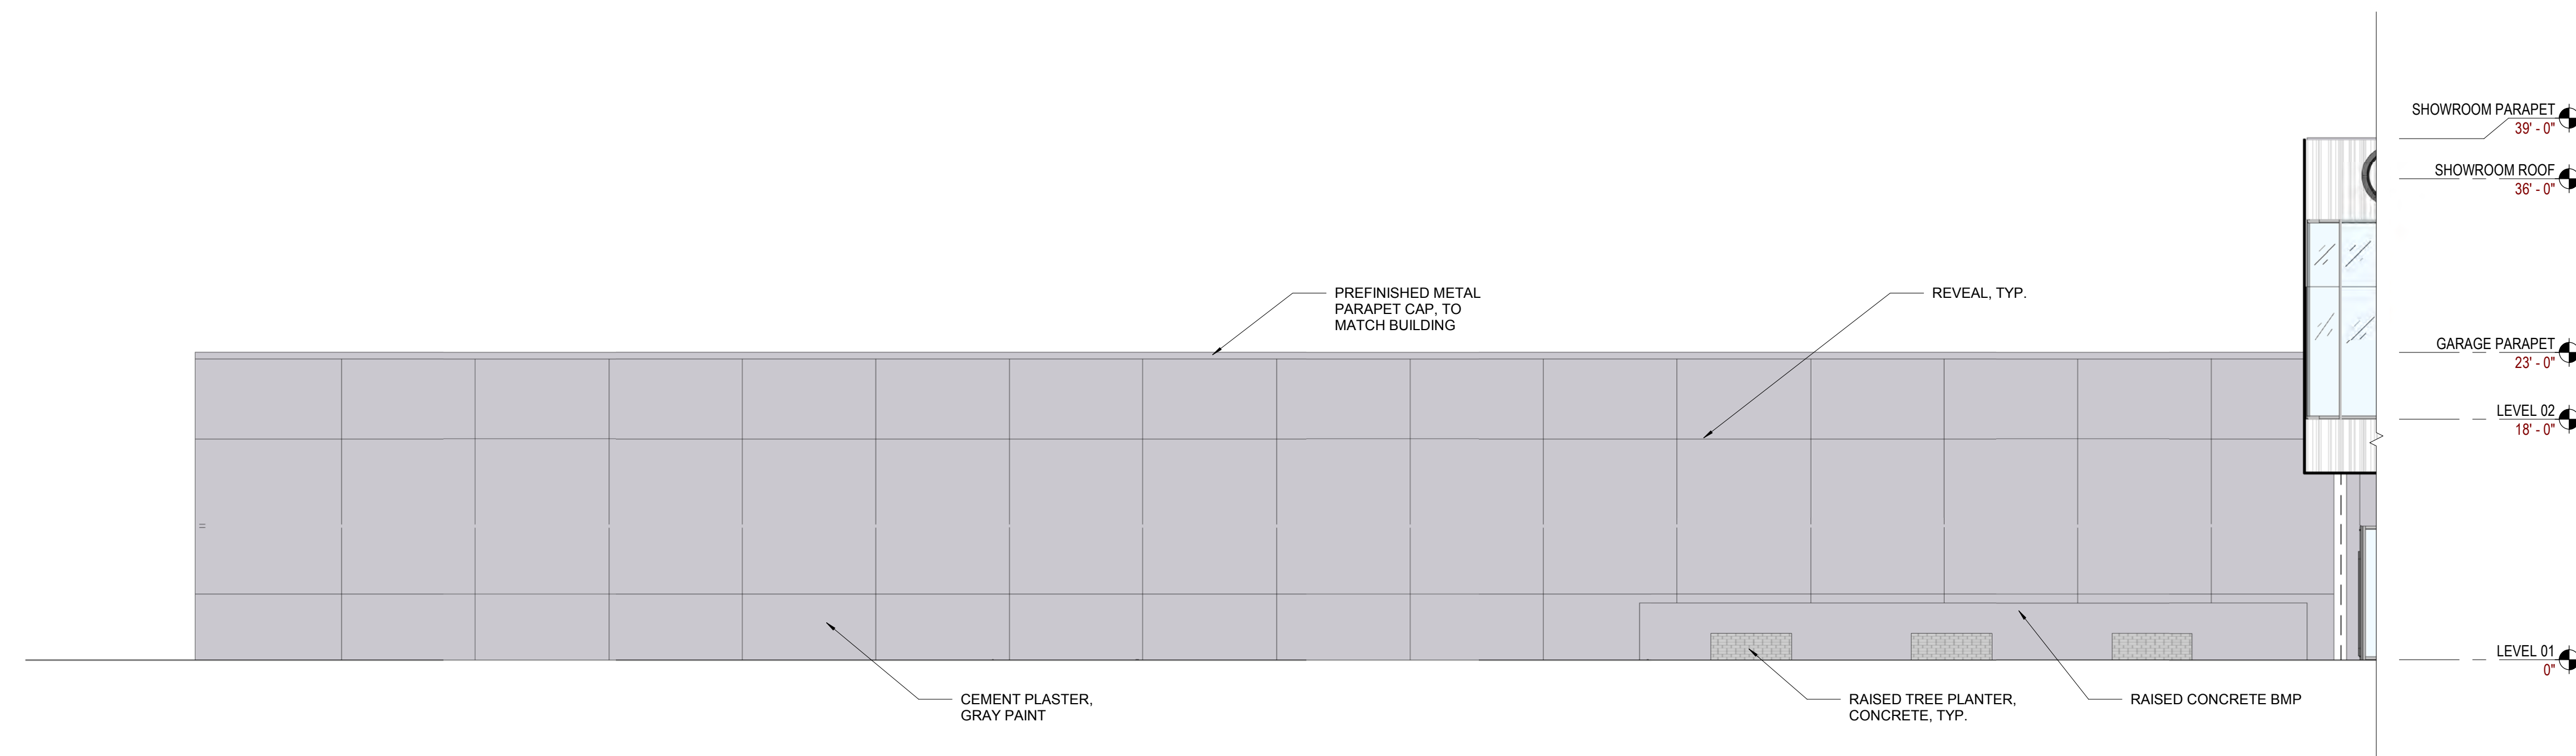 SHOWROOM PARAPET
39' - 0"
SHOWROOM ROOF
36' - 0"
PREFINISHED METAL
PARAPET CAP, TO
MATCH BUILDING
REVEAL, TYP.
GARAGE PARAPET
23' - 0"
LEVEL 02
18' - 0"
LEVEL 01
0"
CEMENT PLASTER,
GRAY PAINT
RAISED TREE PLANTER,
CONCRETE, TYP.
RAISED CONCRETE BMP